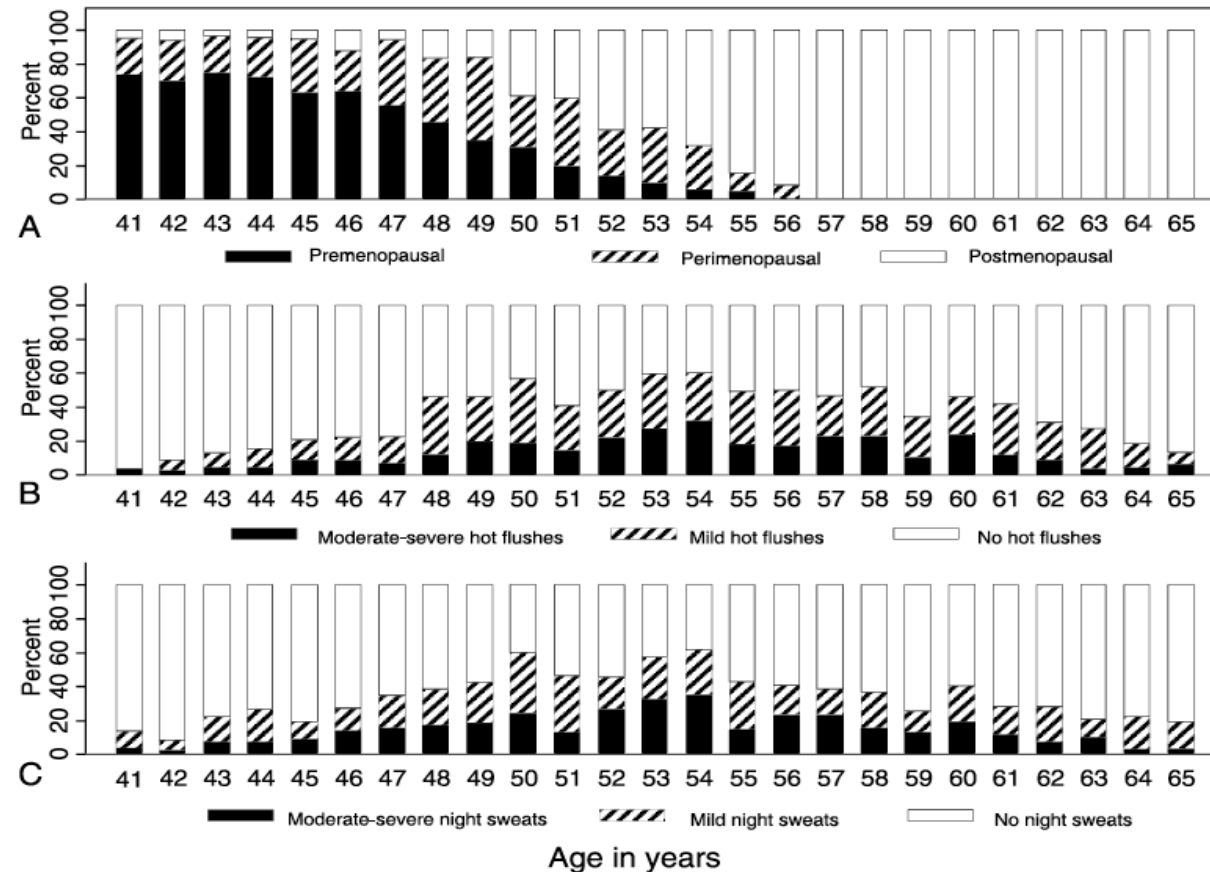 100
80
60
40
20
0
Percent
A
41 42 43 44 45 46 47 48 49 50 51 52 53 54 55 56 57 58 59 60 61 62 63 64 65
Premenopausal Perimenopausal Postmenopausal
100
80
60
40
20
0
Percent
B
41 42 43 44 45 46 47 48 49 50 51 52 53 54 55 56 57 58 59 60 61 62 63 64 65
Moderate-severe hot flushes Mild hot flushes No hot flushes
100
80
60
40
20
0
Percent
C
41 42 43 44 45 46 47 48 49 50 51 52 53 54 55 56 57 58 59 60 61 62 63 64 65
Moderate-severe night sweats Mild night sweats No night sweats
Age in years